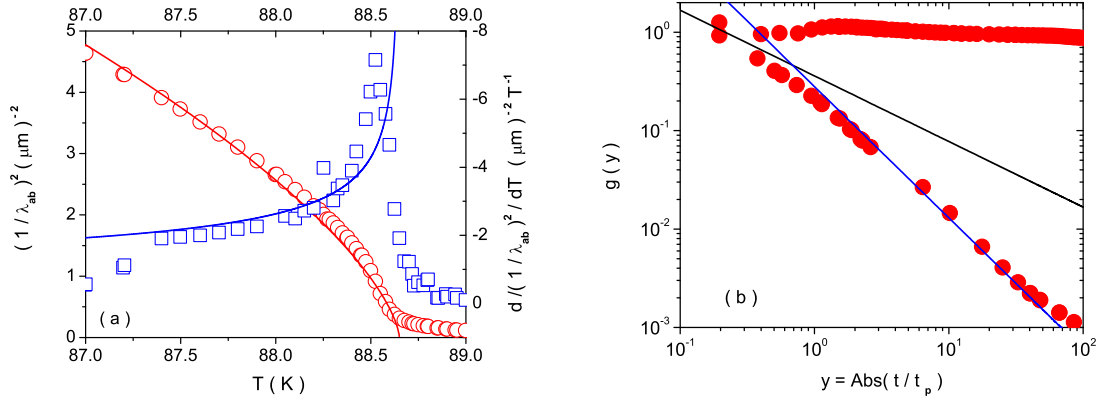 87.0 87.5 88.0 88.5 89.0
5
4
3
2
1
0
-8
-6
-4
-2
0
(1/λab)² (μm)⁻²
d/(1/λab)²/dT (μm)⁻² T⁻¹
(a)
87.0 87.5 88.0 88.5 89.0
T(K)
10⁰
10⁻¹
10⁻²
10⁻³
g(y)
(b)
10⁻¹ 10⁰ 10¹ 10²
y = Abs(t/tp)